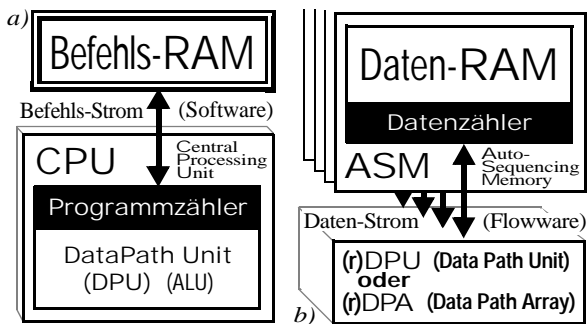 a)
Befehls-RAM
Befehls-Strom (Software)
CPU
Central
Processing
Unit
Programmzähler
DataPath Unit
(DPU) (ALU)
Daten-RAM
Datenzähler
ASM
Auto-
Sequencing
Memory
Daten-Strom (Flowware)
(r)DPU (Data Path Unit)
oder
(r)DPA (Data Path Array)
b)